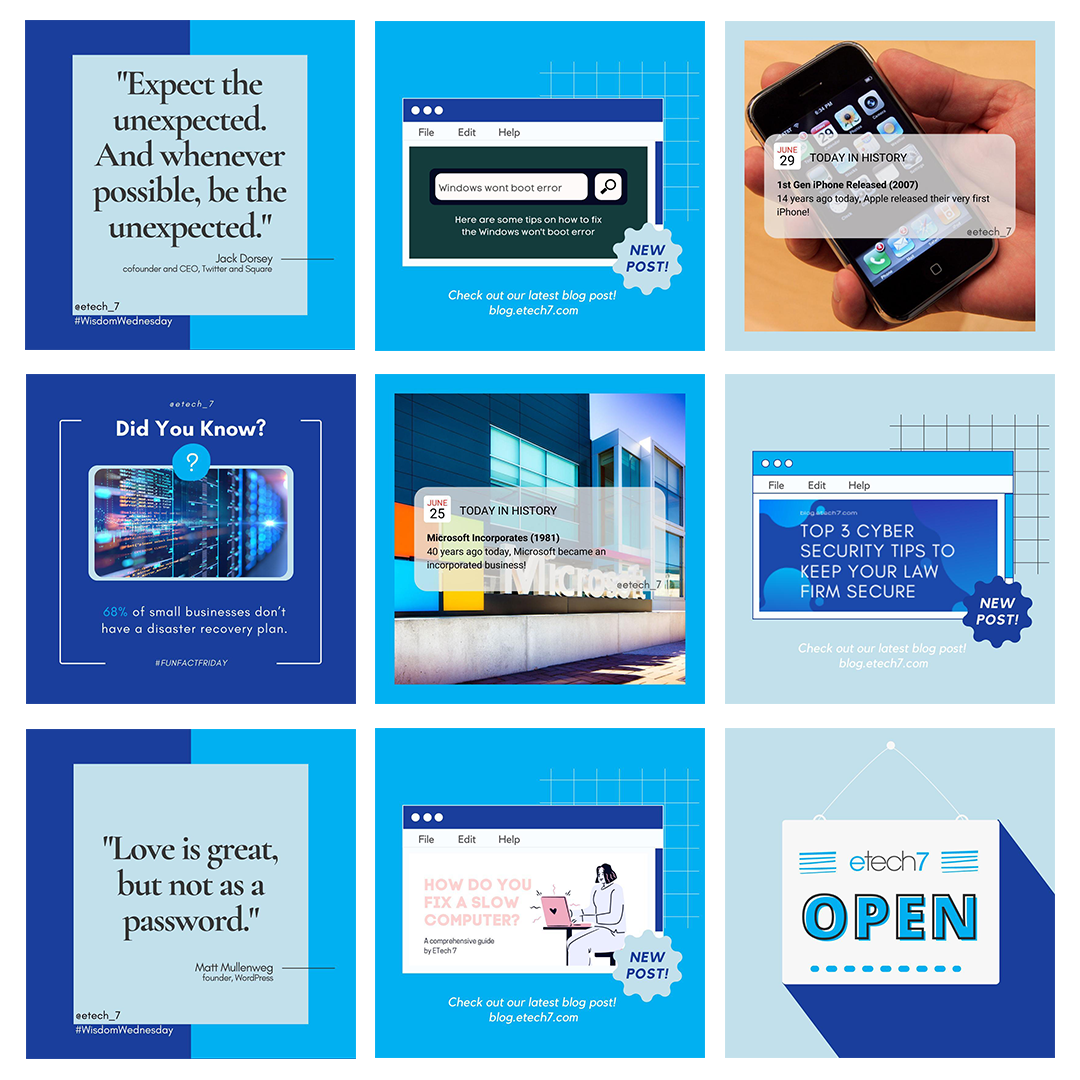 "Expect the
unexpected.
And whenever
possible, be the
unexpected."
Jack Dorsey
cofounder and CEO, Twitter and Square
@etech_7
#WisdomWednesday
File Edit Help
Windows wont boot error
Here are some tips on how to fix
the Windows won't boot error
NEW
POST!
Check out our latest blog post!
blog.etech7.com
AT&T 6:34 PM
Camera
29
JUNE
29
TODAY IN HISTORY
1st Gen iPhone Released (2007)
14 years ago today, Apple released their very first
iPhone!
@etech_7
Phone Mail
@etech_7
Did You Know?
?
68% of small businesses don't
have a disaster recovery plan.
#FUNFACTFRIDAY
JUNE
25
TODAY IN HISTORY
Microsoft Incorporates (1981)
40 years ago today, Microsoft became an
incorporated business!
Microsoft
@etech_7
File Edit Help
blog.etech7.com
TOP 3 CYBER
SECURITY TIPS TO
KEEP YOUR LAW
FIRM SECURE
NEW
POST!
Check out our latest blog post!
blog.etech7.com
"Love is great,
but not as a
password."
Matt Mullenweg
founder, WordPress
@etech_7
#WisdomWednesday
File Edit Help
HOW DO YOU
FIX A SLOW
COMPUTER?
A comprehensive guide
by ETech 7
NEW
POST!
Check out our latest blog post!
blog.etech7.com
etech7
OPEN